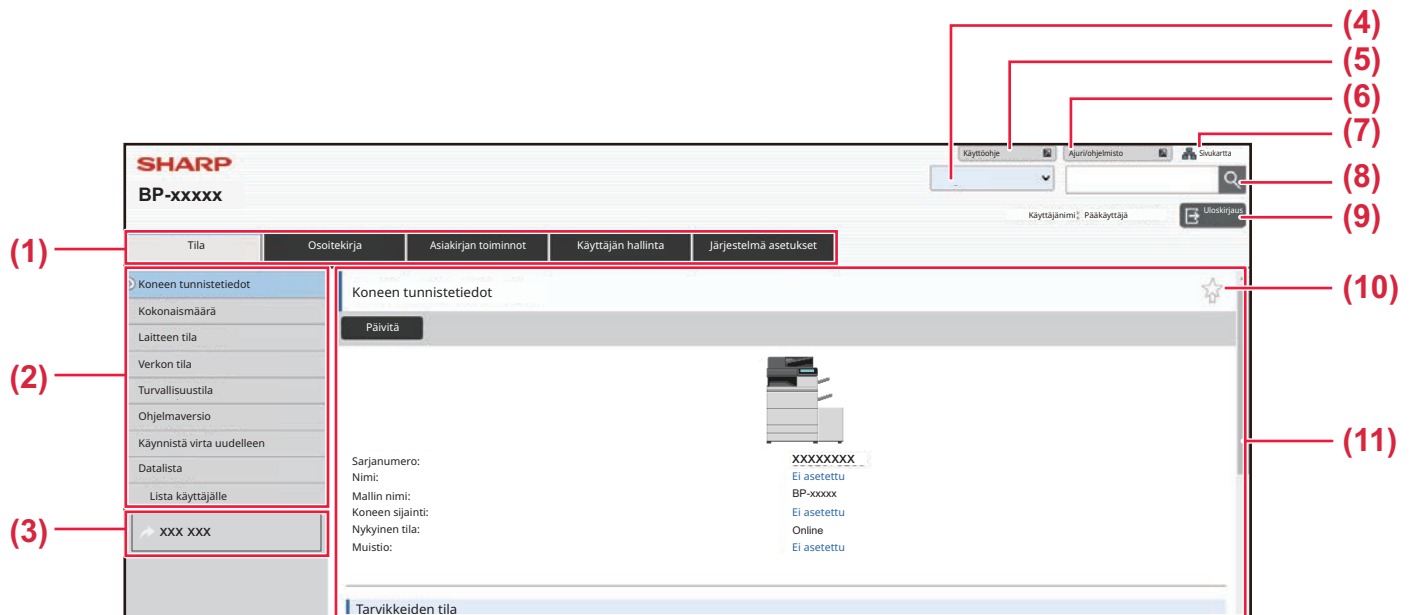 (4)
(5)
(6)
(7)
SHARP
Käyttöohje Ajuri/ohjelmisto Sivukartta
(8)
BP-xxxxx
Käyttäjänimi: Pääkäyttäjä Uloskirjaus
(9)
(1)
Tila Osoitekirja Asiakirjan toiminnot Käyttäjän hallinta Järjestelmä asetukset
Koneen tunnistetiedot
Kokonaismäärä
Laitteen tila
Verkon tila
(2)
Turvallisuustila
Ohjelmaversio
Käynnistä virta uudelleen
Datalista
Lista käyttäjälle
(3)
XXX XXX
Koneen tunnistetiedot
(10)
Päivitä
(11)
Sarjanumero: XXXXXXXX
Nimi: Ei asetettu
Mallin nimi: BP-xxxxx
Koneen sijainti: Ei asetettu
Nykyinen tila: Online
Muistio: Ei asetettu
Tarvikkeiden tila